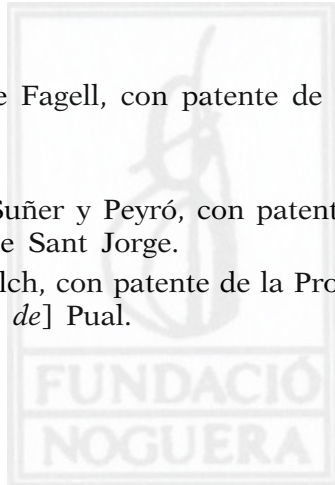 e Fagell, con patente de
Suñer y Peyró, con patent
e Sant Jorge.
lch, con patente de la Pro
de] Pual.
FUNDACIÓ
NOGUERA